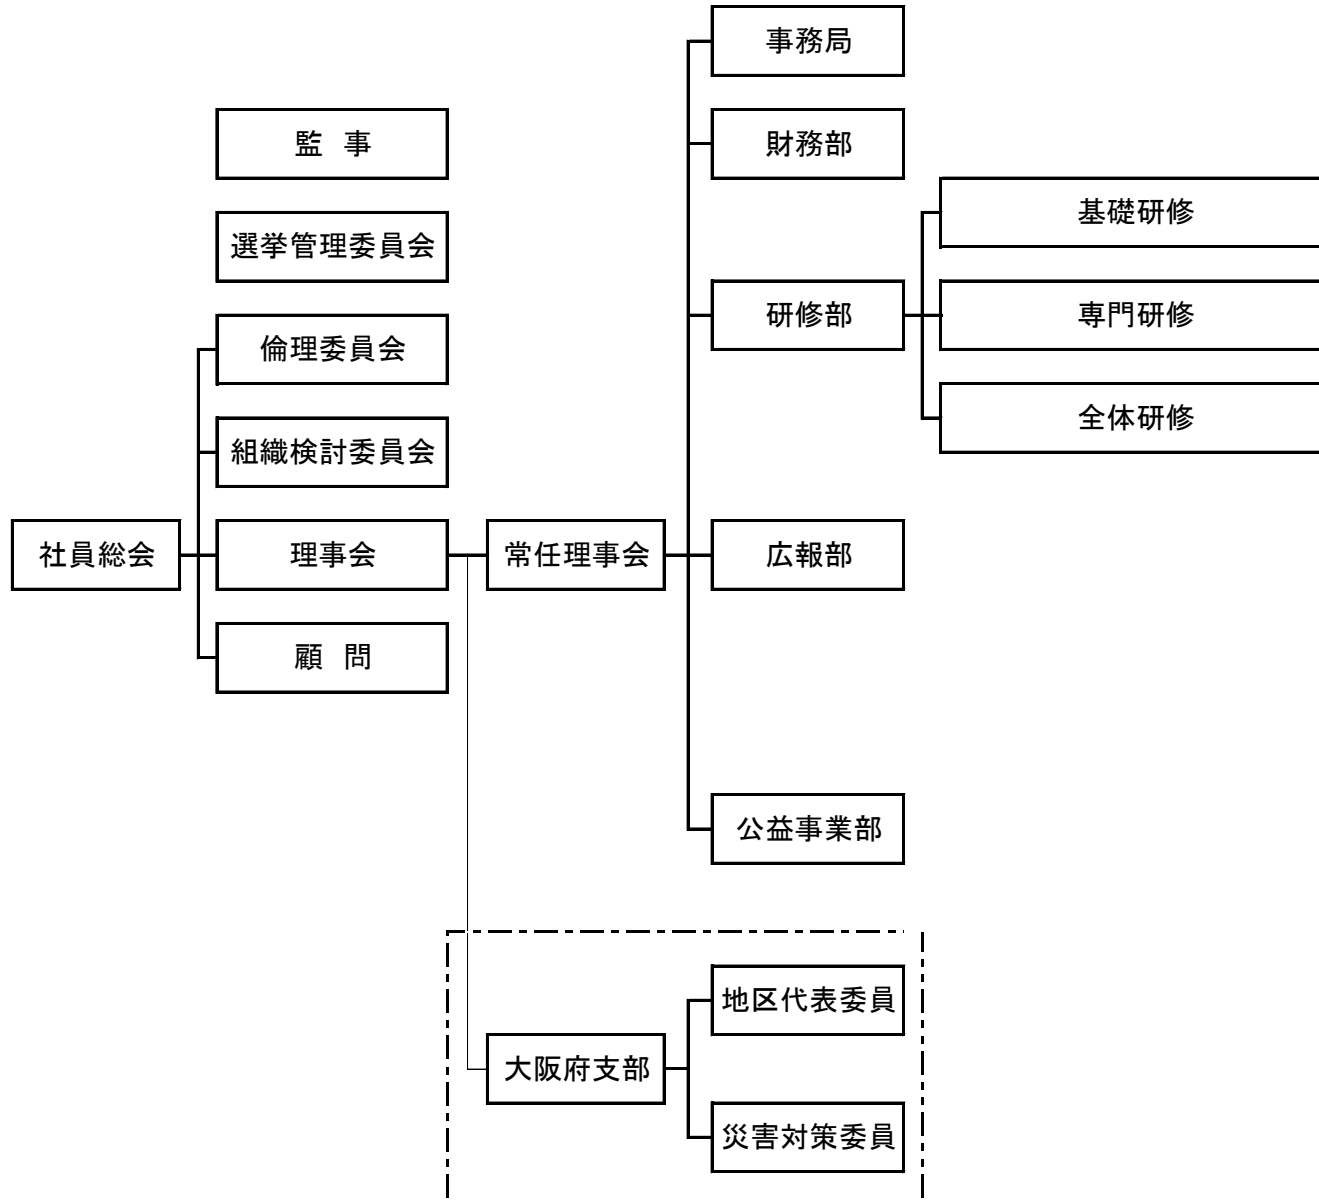 事務局
監 事
財務部
選挙管理委員会
基礎研修
倫理委員会
研修部
専門研修
組織検討委員会
全体研修
社員総会
理事会
常任理事会
広報部
顧 問
公益事業部
地区代表委員
大阪府支部
災害対策委員